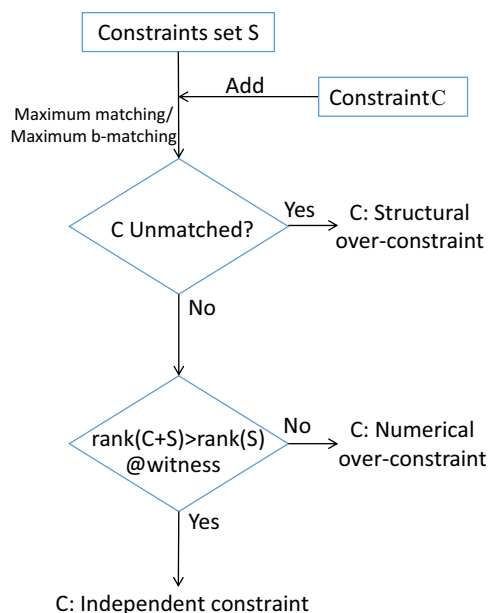 Constraints set S
Add
Constraint C
Maximum matching/
Maximum b-matching
C Unmatched?
Yes
C: Structural
over-constraint
No
rank(C+S)>rank(S)
@witness
No
C: Numerical
over-constraint
Yes
C: Independent constraint